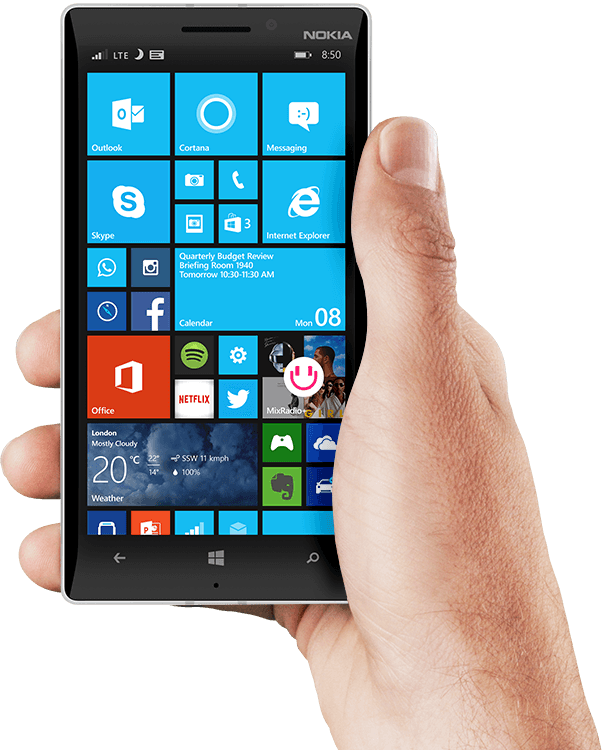 NOKIA
LTE 8:50
Outlook
Cortana
Messaging
Skype
3
Internet Explorer
Quarterly Budget Review
Briefing Room 1940
Tomorrow 10:30-11:30 AM
Calendar
Mon 08
Office
NETFLIX
MixRadio+
London
Mostly Cloudy
20°C
22°
14°
SSW 11 kmph
100%
Weather